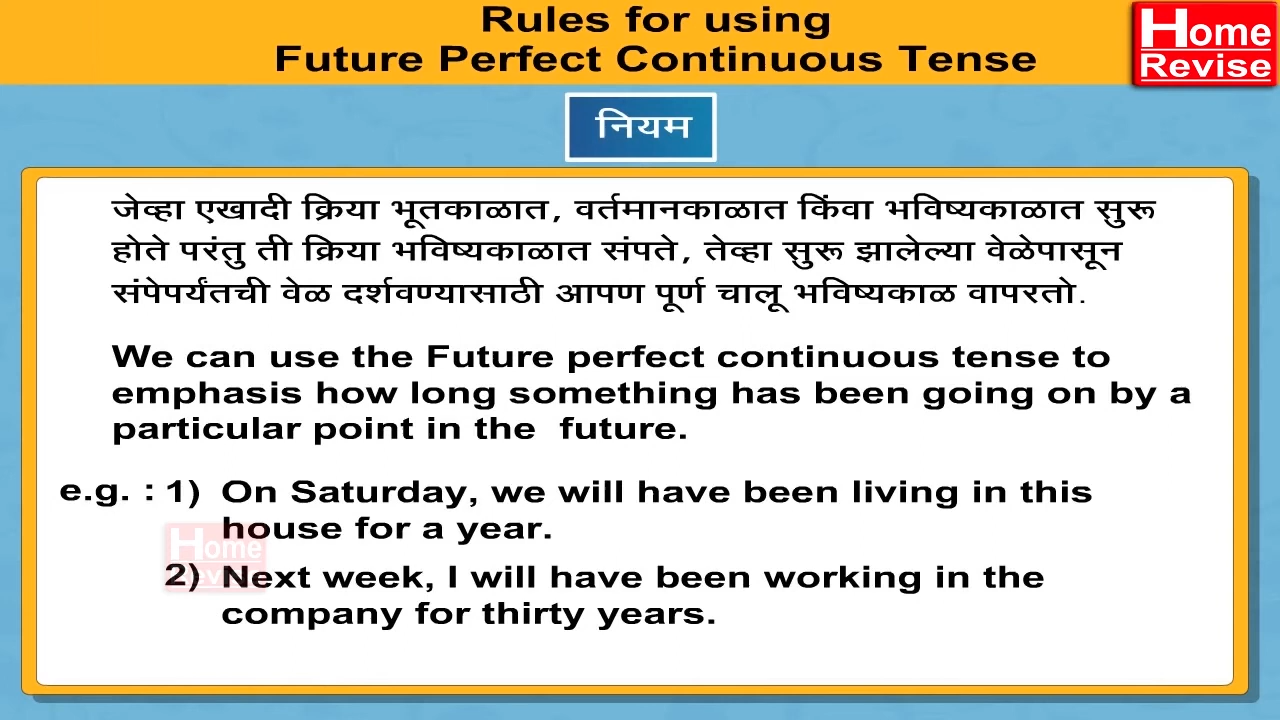 Rules for using
Future Perfect Continuous Tense
Home
Revise
नियम
जेव्हा एखादी क्रिया भूतकाळात, वर्तमानकाळात किंवा भविष्यकाळात सुरू
होते परंतु ती क्रिया भविष्यकाळात संपते, तेव्हा सुरू झालेल्या वेळेपासून
संपेपर्यंतची वेळ दर्शवण्यासाठी आपण पूर्ण चालू भविष्यकाळ वापरतो.
We can use the Future perfect continuous tense to
emphasis how long something has been going on by a
particular point in the future.
e.g. : 1) On Saturday, we will have been living in this
house for a year.
Home
Revise
2) Next week, I will have been working in the
company for thirty years.